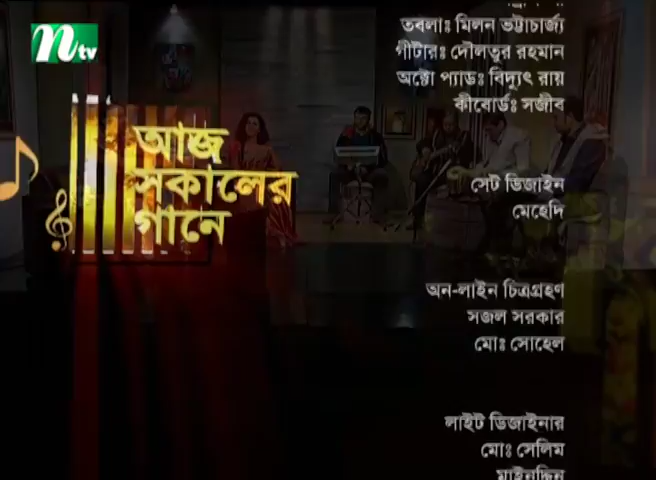 ntv
আজ
সকালের
গানে
তবলাঃ মিলন ভট্টাচার্জ্য
গীটারঃ দৌলতুর রহমান
অক্টো প্যাডঃ বিদ্যুৎ রায়
কীবোর্ডঃ সজীব
সেট ডিজাইন
মেহেদি
অন-লাইন চিত্রগ্রহণ
সজল সরকার
মোঃ সোহেল
লাইট ডিজাইনার
মোঃ সেলিম
মাইনদ্দিন